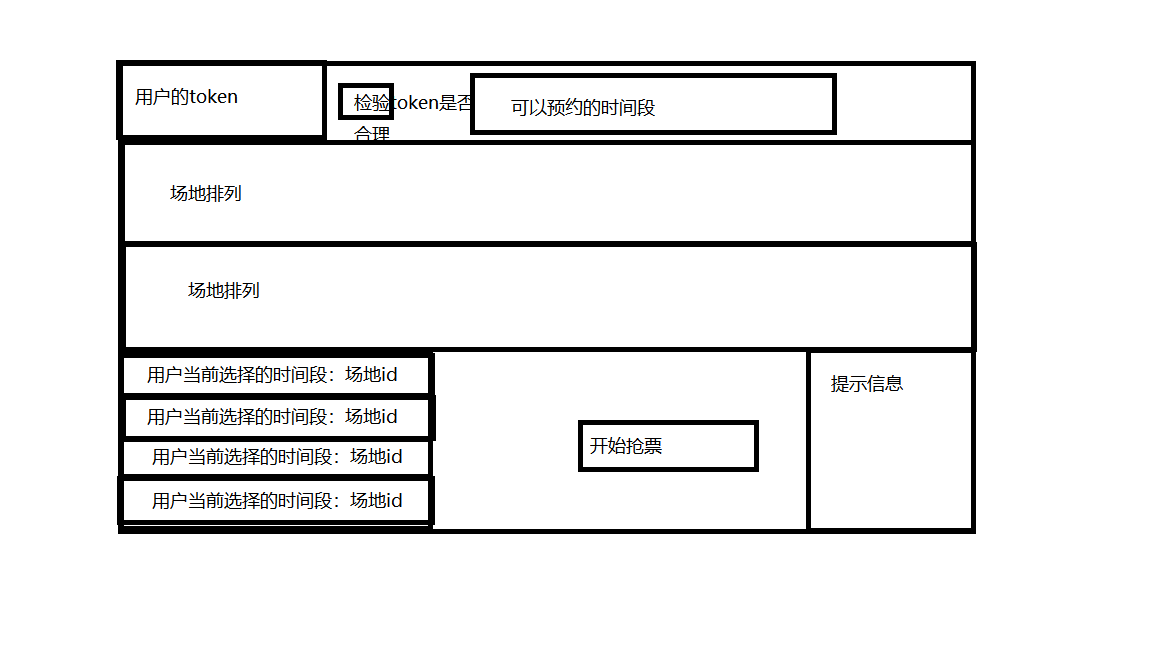 用户的token
检验token是否
合理
可以预约的时间段
场地排列
场地排列
用户当前选择的时间段：场地id
用户当前选择的时间段：场地id
用户当前选择的时间段：场地id
用户当前选择的时间段：场地id
开始抢票
提示信息